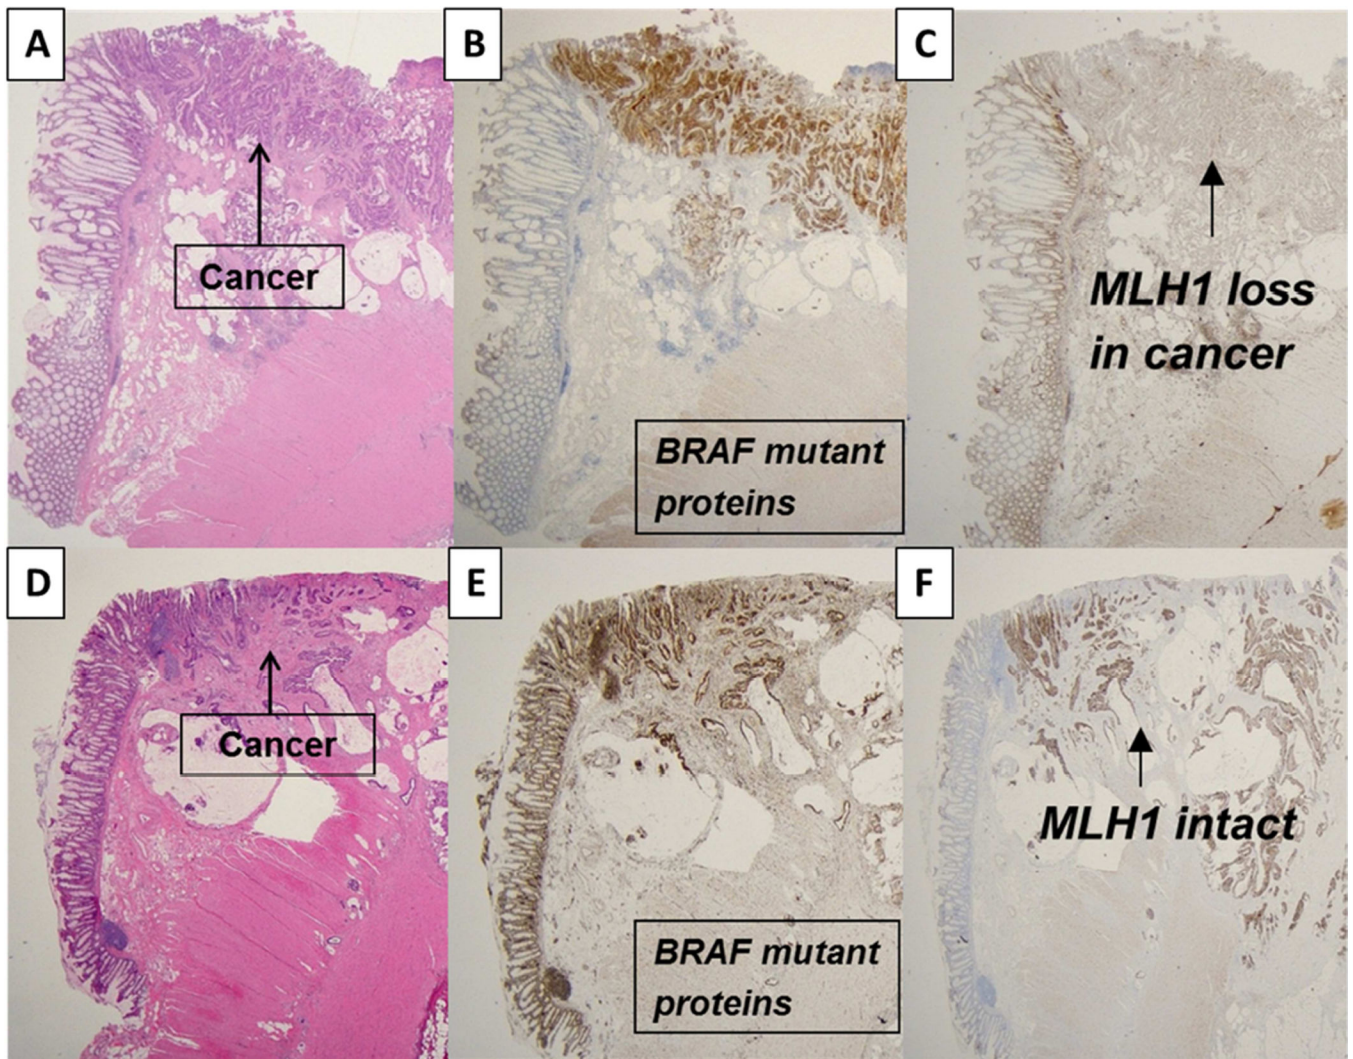 A
B
C
Cancer
MLH1 loss
in cancer
BRAF mutant
proteins
D
E
F
Cancer
MLH1 intact
BRAF mutant
proteins